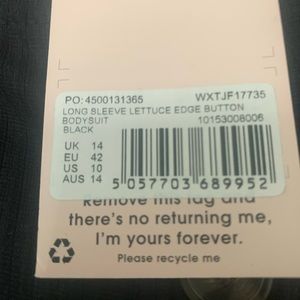 PO: 4500131365 WXTJF17735
LONG SLEEVE LETTUCE EDGE BUTTON
BODYSUIT 10153008006
BLACK
UK 14
EU 42
US 10
AUS 14
5 057703 689952
Remove this tag and
there's no returning me,
I'm yours forever.
Please recycle me